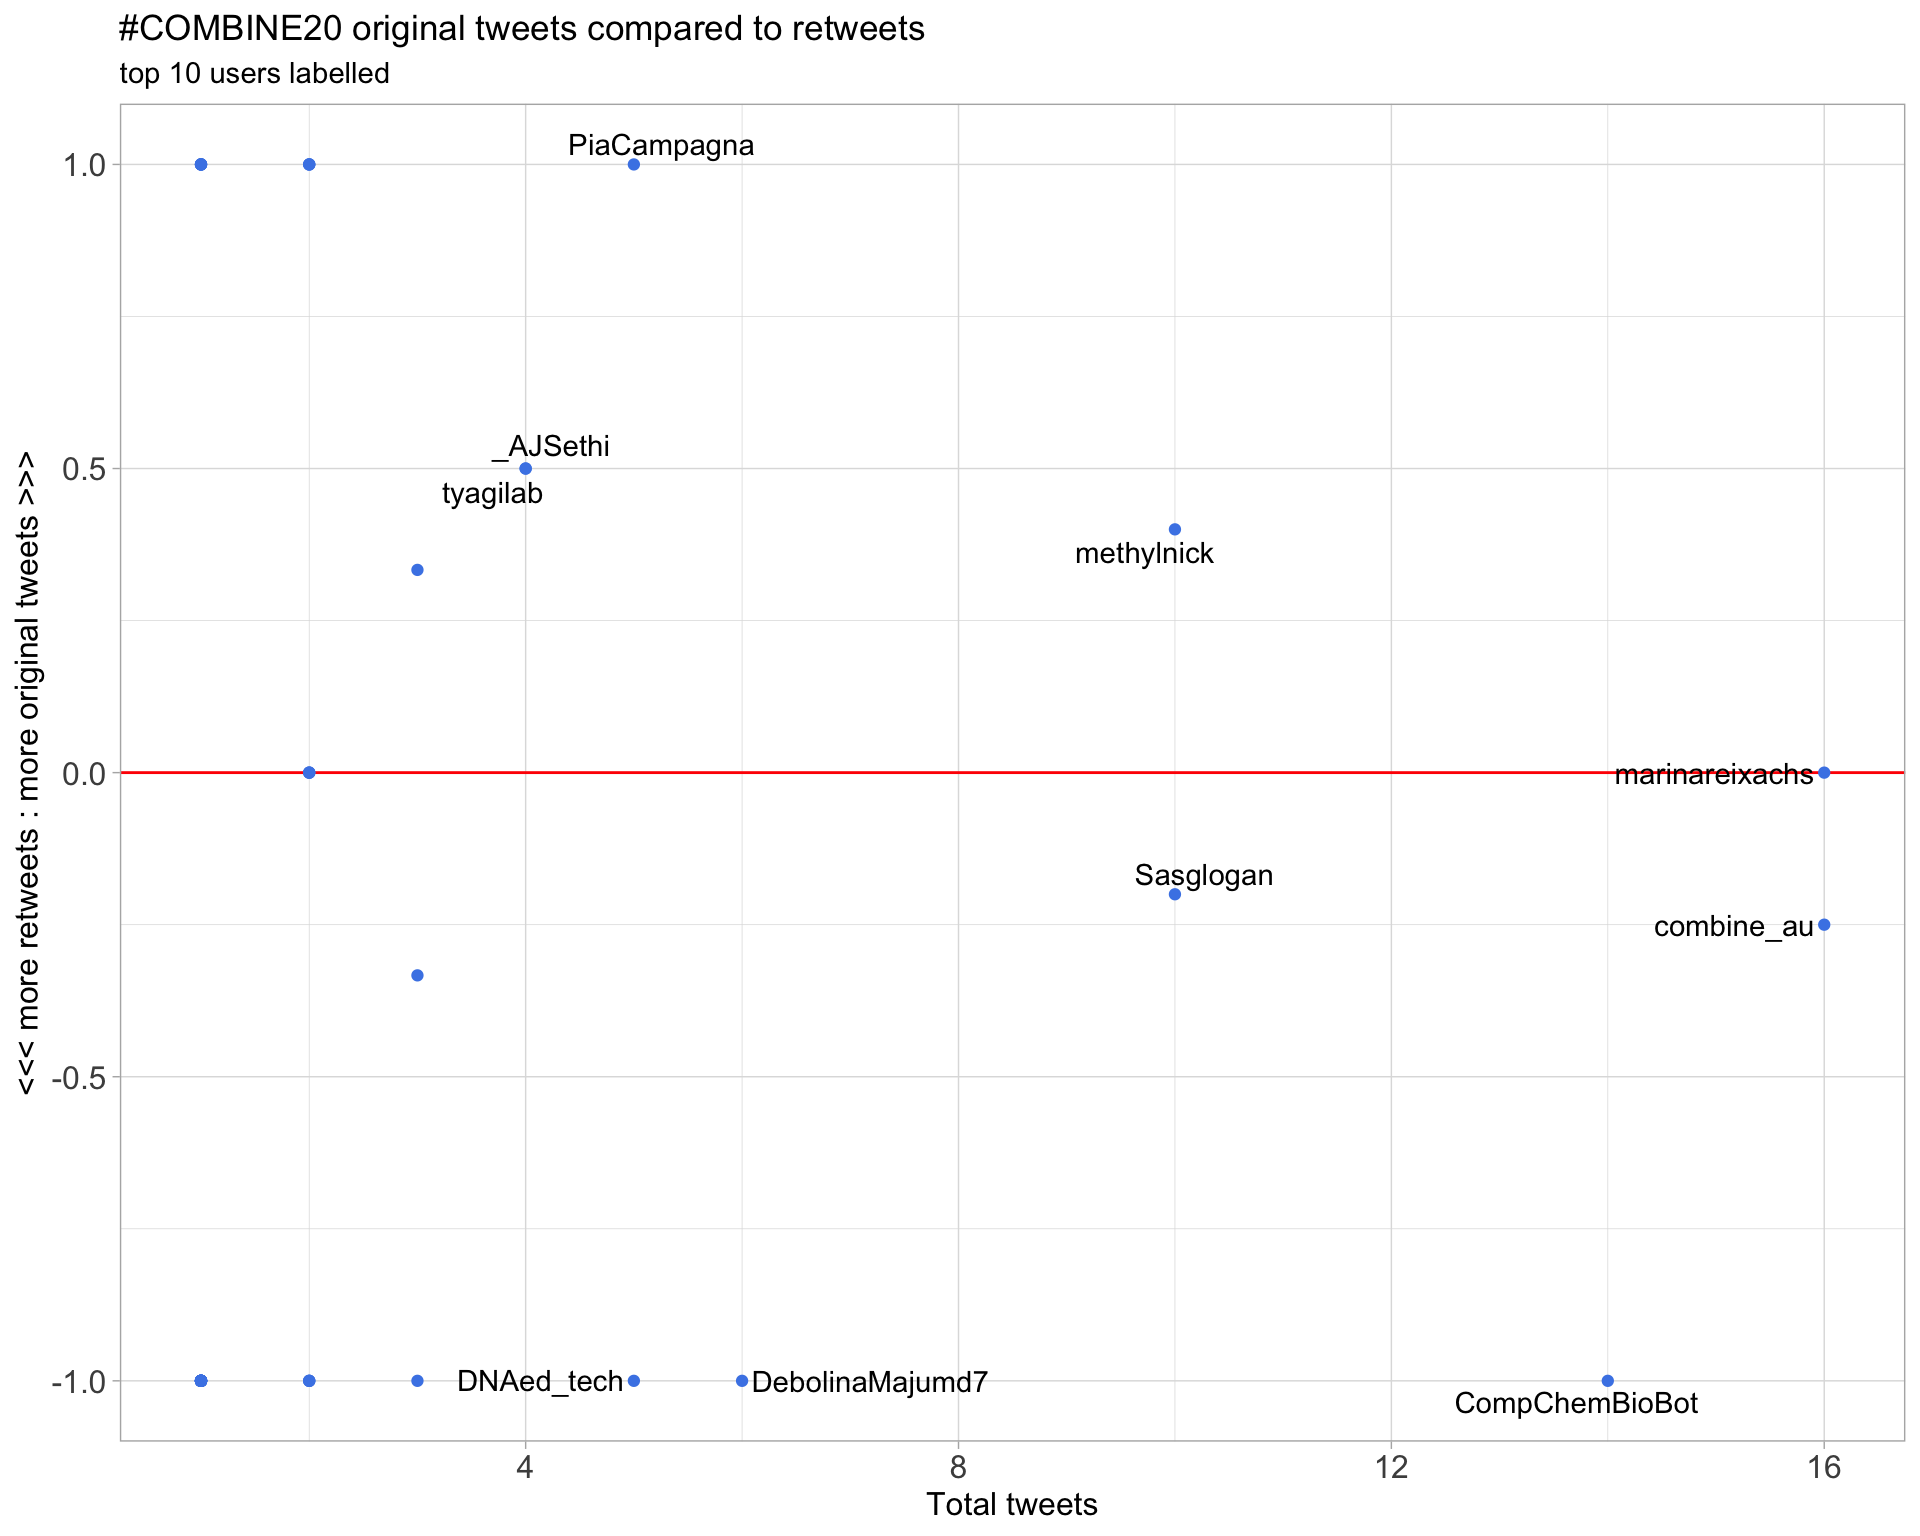 #COMBINE20 original tweets compared to retweets
top 10 users labelled
<<< more retweets : more original tweets >>>
1.0
0.5
0.0
-0.5
-1.0
PiaCampagna
_AJSethi
tyagilab
methylnick
marinareixachs
Sasglogan
combine_au
DNAed_tech
DebolinaMajumd7
CompChemBioBot
4
8
12
16
Total tweets